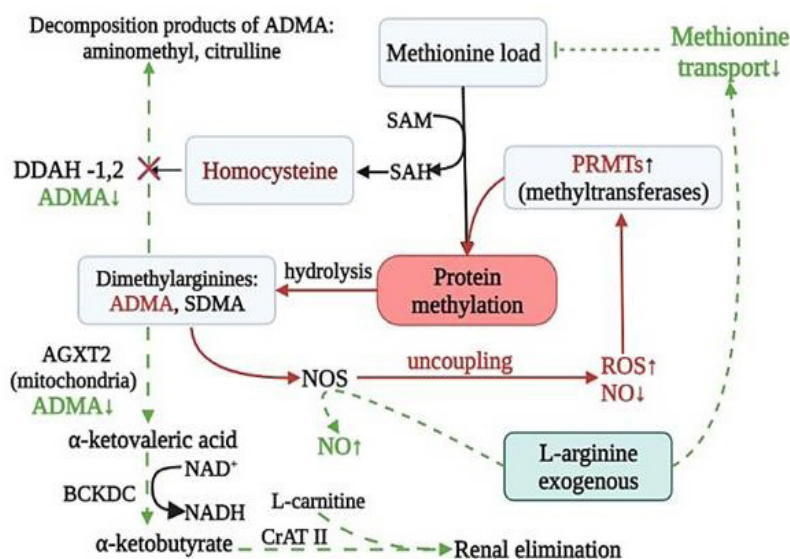 Decomposition products of ADMA:
aminomethyl, citrulline
Methionine load
Methionine
transport↓
SAM
DDAH -1,2
ADMA↓
Homocysteine
SAH
PRMTs↑
(methyltransferases)
Dimethylarginines:
ADMA, SDMA
hydrolysis
Protein
methylation
AGXT2
(mitochondria)
ADMA↓
NOS
uncoupling
ROS↑
NO↓
NO↑
α-ketovaleric acid
L-arginine
exogenous
NAD⁺
BCKDC
NADH
L-carnitine
α-ketobutyrate
CrAT II
Renal elimination